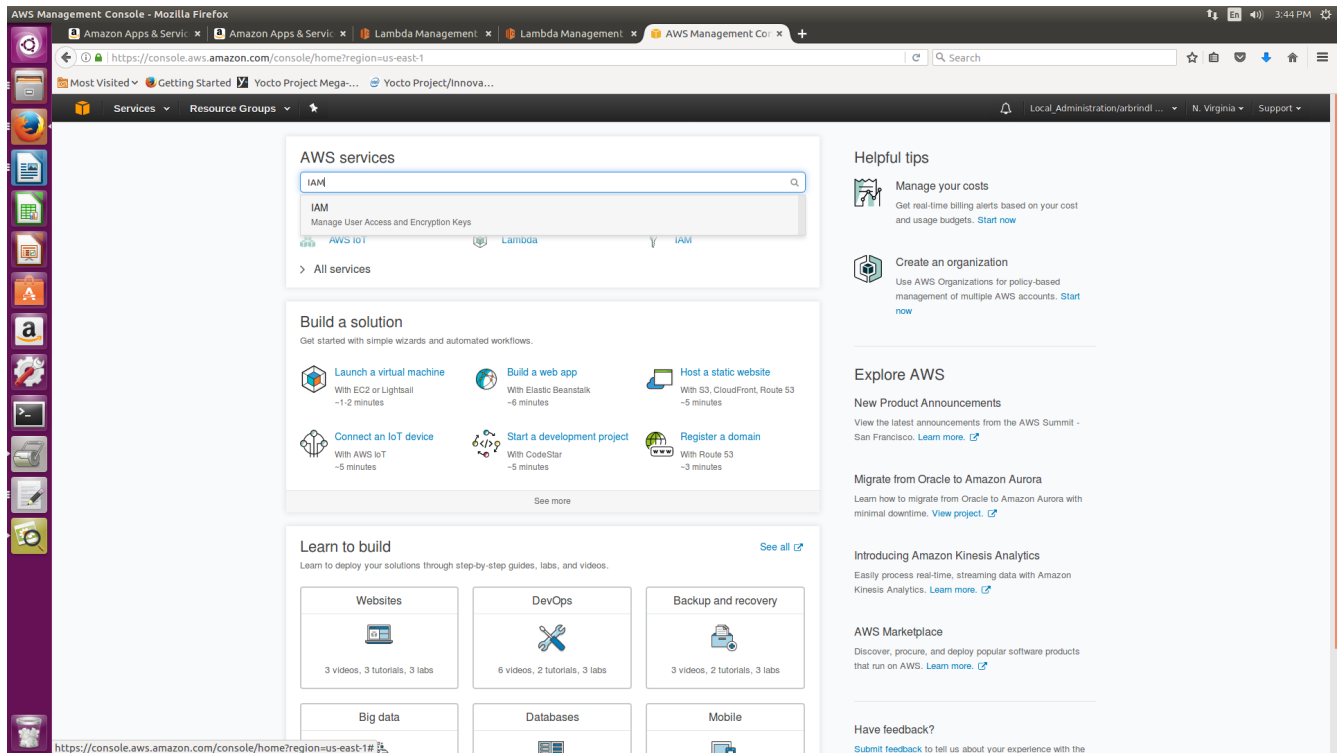 AWS Management Console - Mozilla Firefox
En 3:44 PM
Amazon Apps & Servic × Amazon Apps & Servic × Lambda Management × Lambda Management × AWS Management Con × +
https://console.aws.amazon.com/console/home?region=us-east-1
Search
Most Visited Getting Started Yocto Project Mega-... Yocto Project/Innova...
Services Resource Groups Local_Administration/arbrindl ... N. Virginia Support
AWS services
IAM
IAM
Manage User Access and Encryption Keys
AWS IoT Lambda IAM
> All services
Build a solution
Get started with simple wizards and automated workflows.
Launch a virtual machine
With EC2 or Lightsail
~1-2 minutes
Build a web app
With Elastic Beanstalk
~6 minutes
Host a static website
With S3, CloudFront, Route 53
~5 minutes
Connect an IoT device
With AWS IoT
~5 minutes
Start a development project
With CodeStar
~5 minutes
Register a domain
With Route 53
~3 minutes
See more
Learn to build
See all
Learn to deploy your solutions through step-by-step guides, labs, and videos.
Websites
3 videos, 3 tutorials, 3 labs
DevOps
6 videos, 2 tutorials, 3 labs
Backup and recovery
3 videos, 2 tutorials, 3 labs
Big data
Databases
Mobile
Helpful tips
Manage your costs
Get real-time billing alerts based on your cost
and usage budgets. Start now
Create an organization
Use AWS Organizations for policy-based
management of multiple AWS accounts. Start
now
Explore AWS
New Product Announcements
View the latest announcements from the AWS Summit -
San Francisco. Learn more.
Migrate from Oracle to Amazon Aurora
Learn how to migrate from Oracle to Amazon Aurora with
minimal downtime. View project.
Introducing Amazon Kinesis Analytics
Easily process real-time, streaming data with Amazon
Kinesis Analytics. Learn more.
AWS Marketplace
Discover, procure, and deploy popular software products
that run on AWS. Learn more.
Have feedback?
Submit feedback to tell us about your experience with the
https://console.aws.amazon.com/console/home?region=us-east-1#